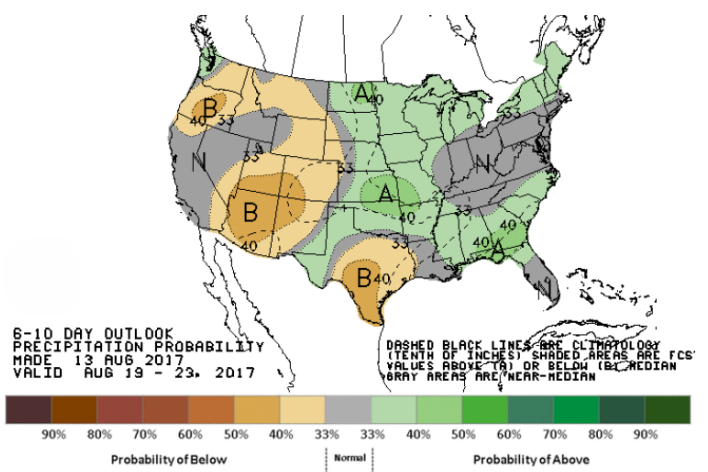 A
40
B
40
33
33
N
33
33
N
33
A
40
B
40
33
40
40
A
B
40
N
6-10 DAY OUTLOOK
PRECIPITATION PROBABILITY
MADE 13 AUG 2017
VALID AUG 19 - 23, 2017
DASHED BLACK LINES ARE CLIMATOLOGY
(TENTH OF INCHES) SHADED AREAS ARE FCST
VALUES ABOVE (A) OR BELOW (B) MEDIAN
GRAY AREAS ARE NEAR-MEDIAN
90% 80% 70% 60% 50% 40% 33% 33% 40% 50% 60% 70% 80% 90%
Probability of Below Normal Probability of Above